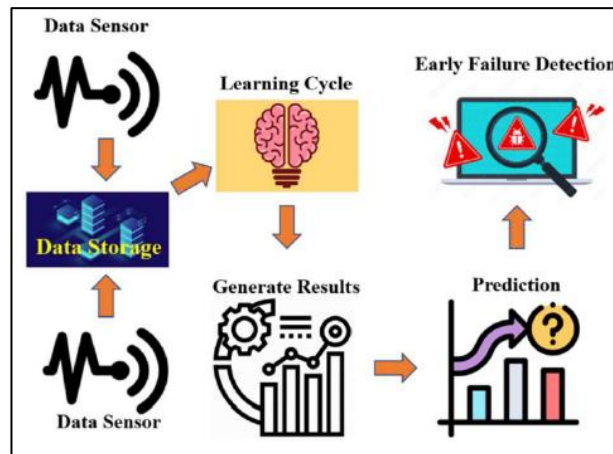 Data Sensor
Learning Cycle
Early Failure Detection
Data Storage
Generate Results
Prediction
?
Data Sensor